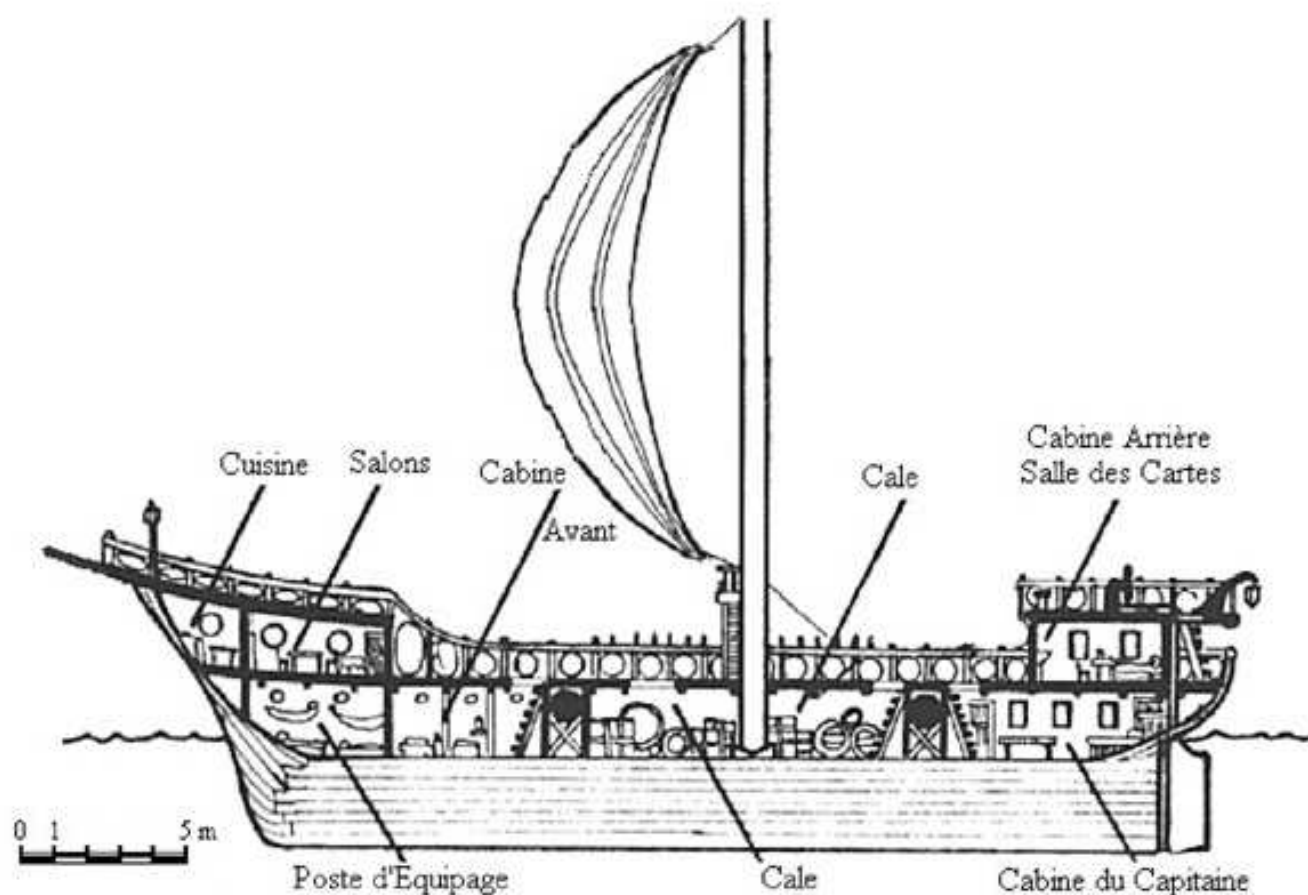 Cabine Arrière
Salle des Cartes
Cuisine
Salons
Cabine
Avant
Cale
0 1 5 m
Poste d'Equipage
Cale
Cabine du Capitaine